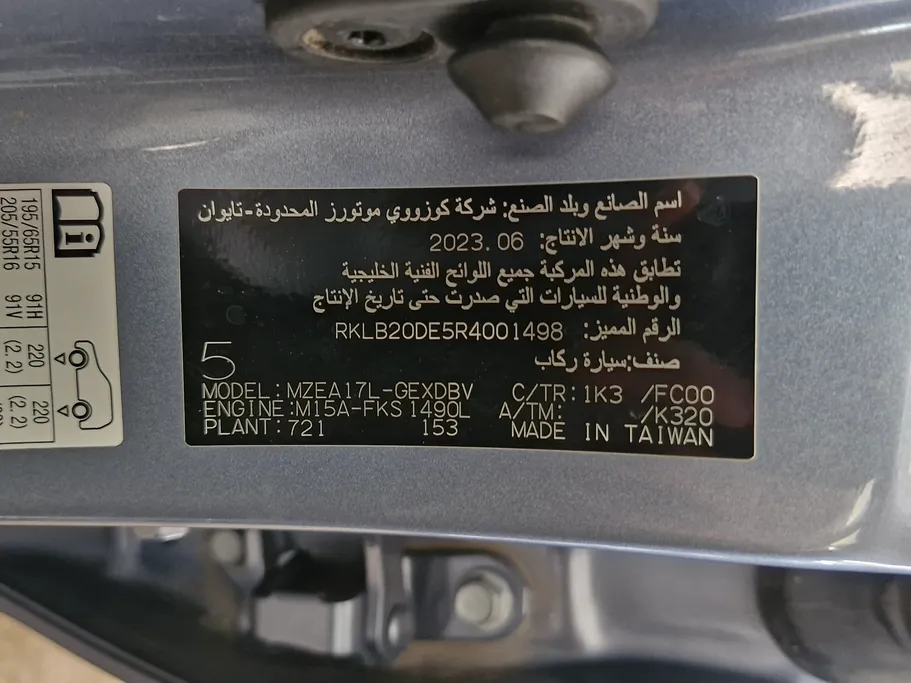 اسم الصانع وبلد الصنع: شركة كوزووي موتورز المحدودة-تايوان
سنة وشهر الانتاج: 2023.06
تطابق هذه المركبة جميع اللوائح الفنية الخليجية
والوطنية للسيارات التي صدرت حتى تاريخ الإنتاج
الرقم المميز: RKLB20DE5R4001498
صنف:سيارة ركاب
5
MODEL:MZEA17L-GEXDBV C/TR:1K3 /FC00
ENGINE:M15A-FKS 1490L A/TM: /K320
PLANT:721 153 MADE IN TAIWAN
195/65R15 91H 220 (2.2) 220 (2.2)
205/55R16 91V